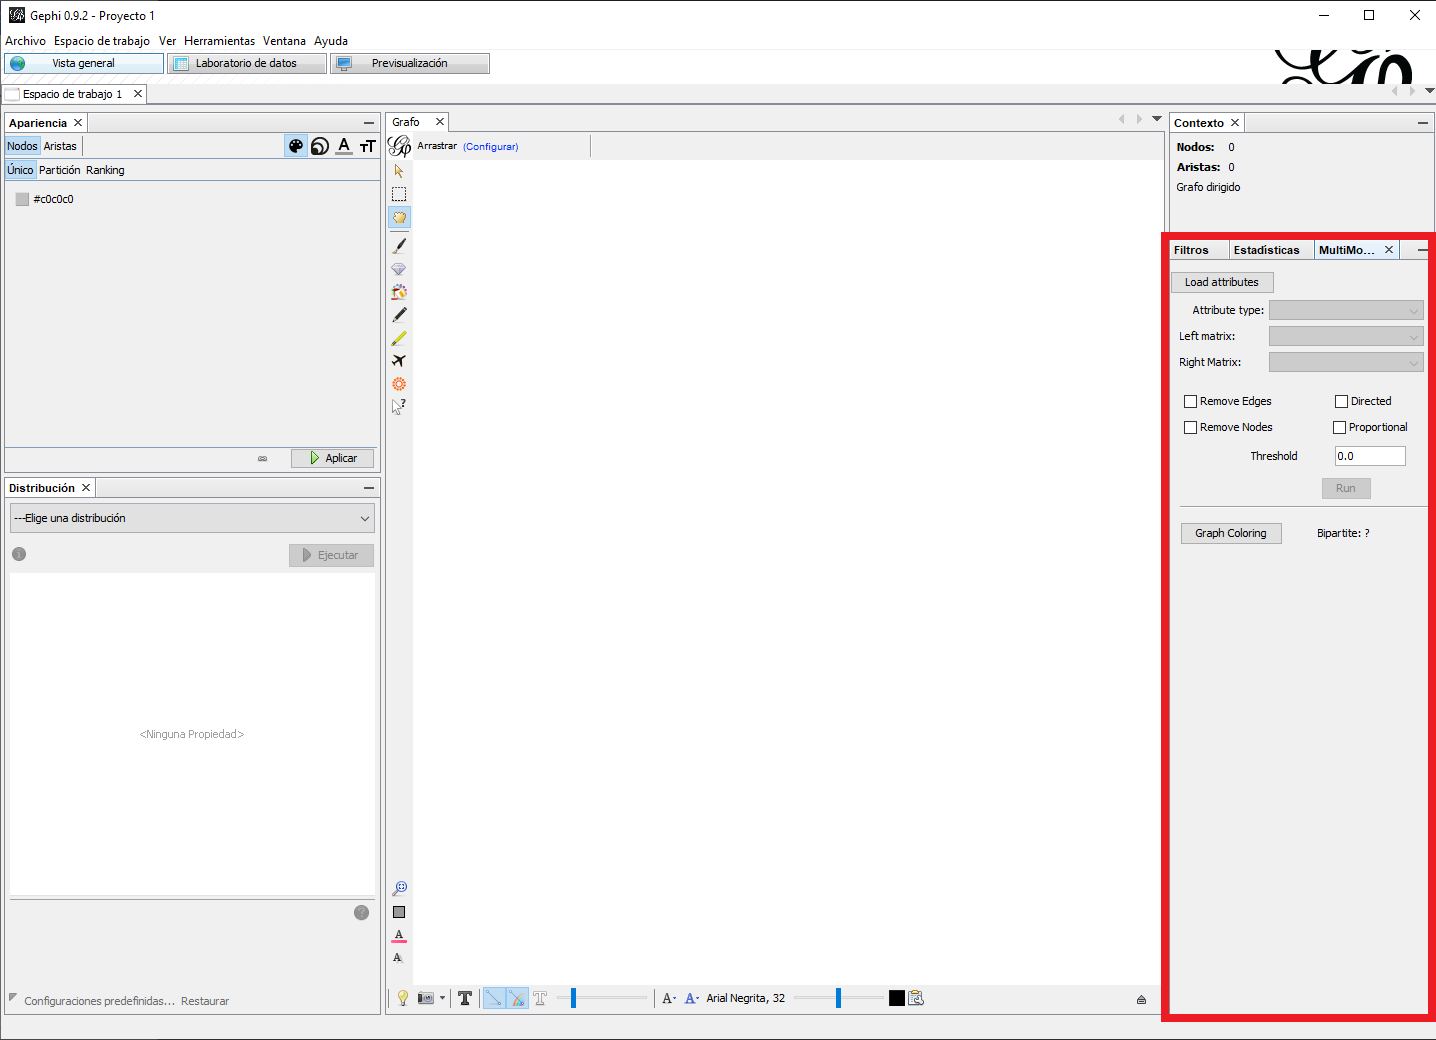 Gephi 0.9.2 - Proyecto 1
Archivo Espacio de trabajo Ver Herramientas Ventana Ayuda
Vista general Laboratorio de datos Previsualización
Espacio de trabajo 1
Apariencia
Nodos Aristas
Único Partición Ranking
#c0c0c0
Aplicar
Distribución
---Elige una distribución
Ejecutar
<Ninguna Propiedad>
Configuraciones predefinidas... Restaurar
Grafo
Arrastrar (Configurar)
Arial Negrita, 32
Contexto
Nodos: 0
Aristas: 0
Grafo dirigido
Filtros Estadísticas MultiMo...
Load attributes
Attribute type:
Left matrix:
Right Matrix:
Remove Edges Directed
Remove Nodes Proportional
Threshold 0.0
Run
Graph Coloring Bipartite: ?